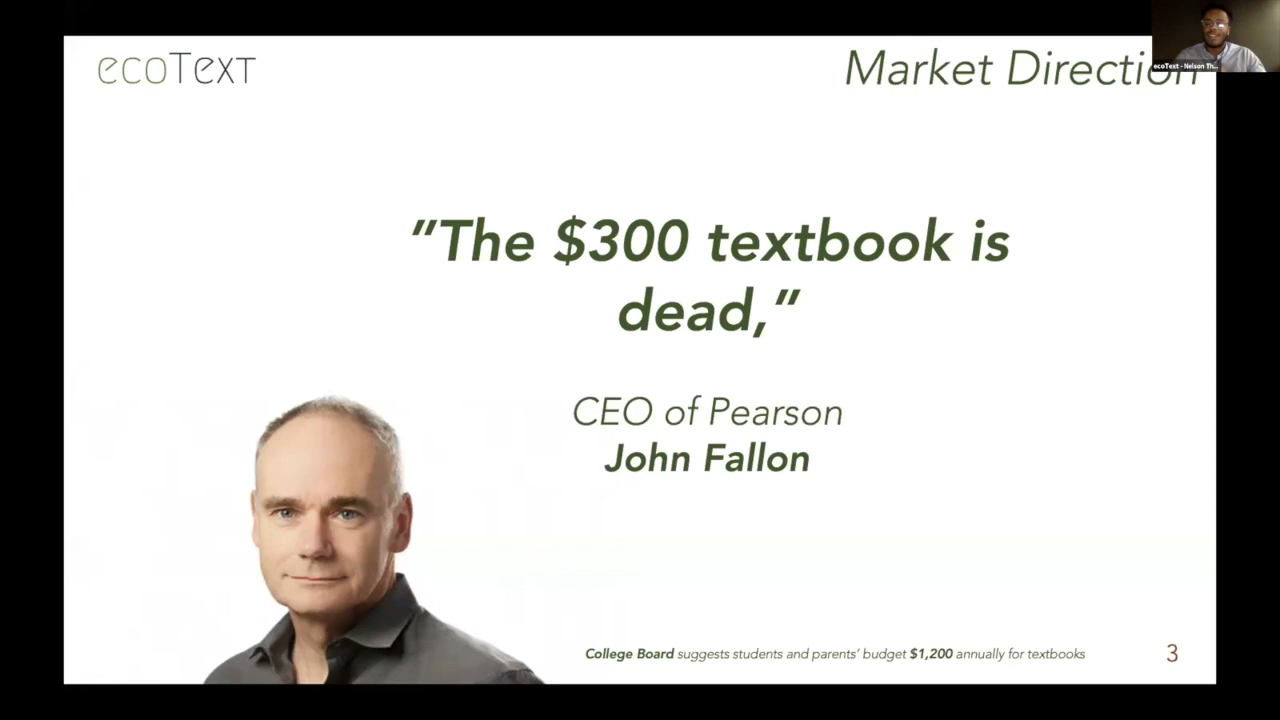 ecoText
Market Direction
ecoText - Nelson Th...
"The $300 textbook is
dead,"
CEO of Pearson
John Fallon
College Board suggests students and parents' budget $1,200 annually for textbooks
3